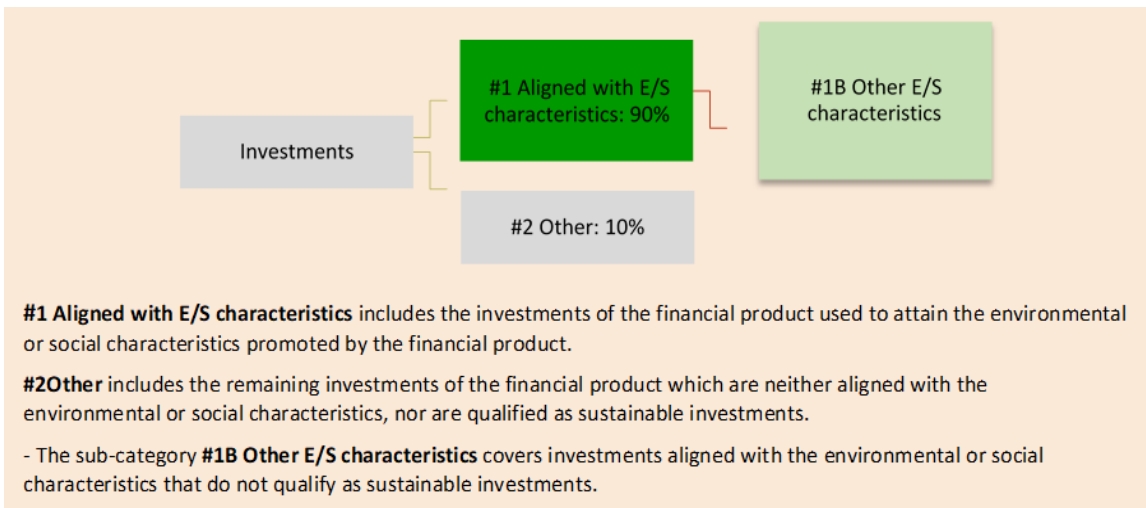 #1 Aligned with E/S
characteristics: 90%
#1B Other E/S
characteristics
Investments
#2 Other: 10%
#1 Aligned with E/S characteristics includes the investments of the financial product used to attain the environmental
or social characteristics promoted by the financial product.
#2Other includes the remaining investments of the financial product which are neither aligned with the
environmental or social characteristics, nor are qualified as sustainable investments.
- The sub-category #1B Other E/S characteristics covers investments aligned with the environmental or social
characteristics that do not qualify as sustainable investments.